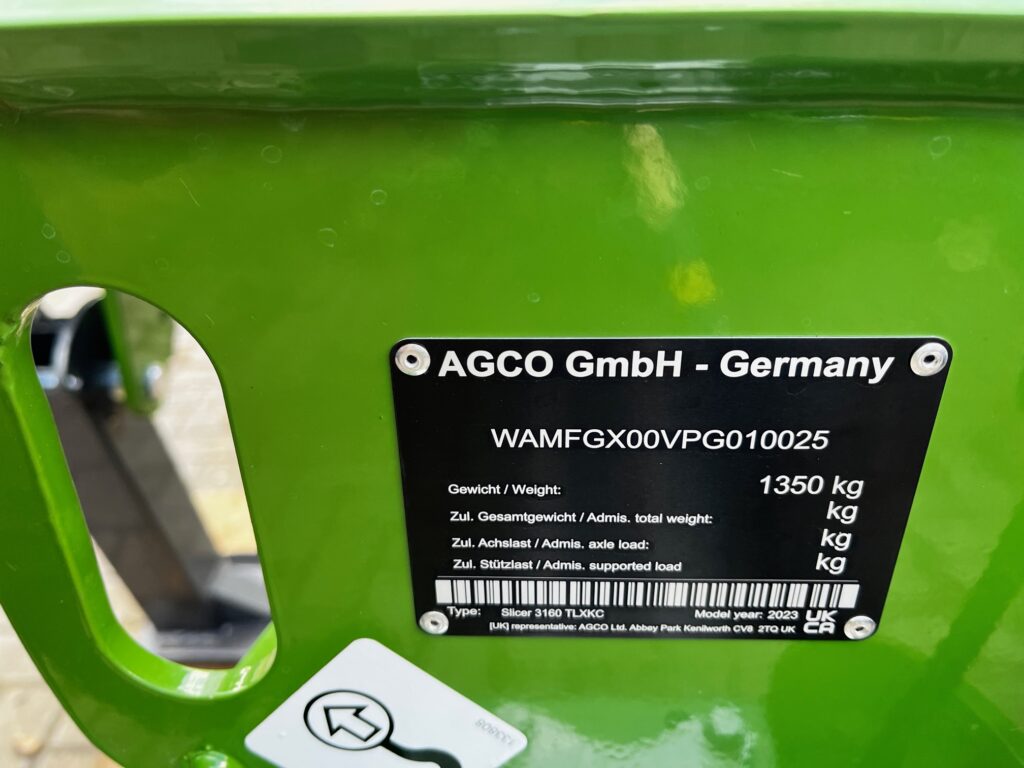 AGCO GmbH - Germany
WAMFGX00VPG010025
Gewicht / Weight: 1350 kg
Zul. Gesamtgewicht / Admis. total weight: kg
Zul. Achslast / Admis. axle load: kg
Zul. Stützlast / Admis. supported load kg
Type: Slicer 3160 TLXKC Model year: 2023 UK
CA
[UK] representative: AGCO Ltd. Abbey Park Kenilworth CV8 2TQ UK
133808